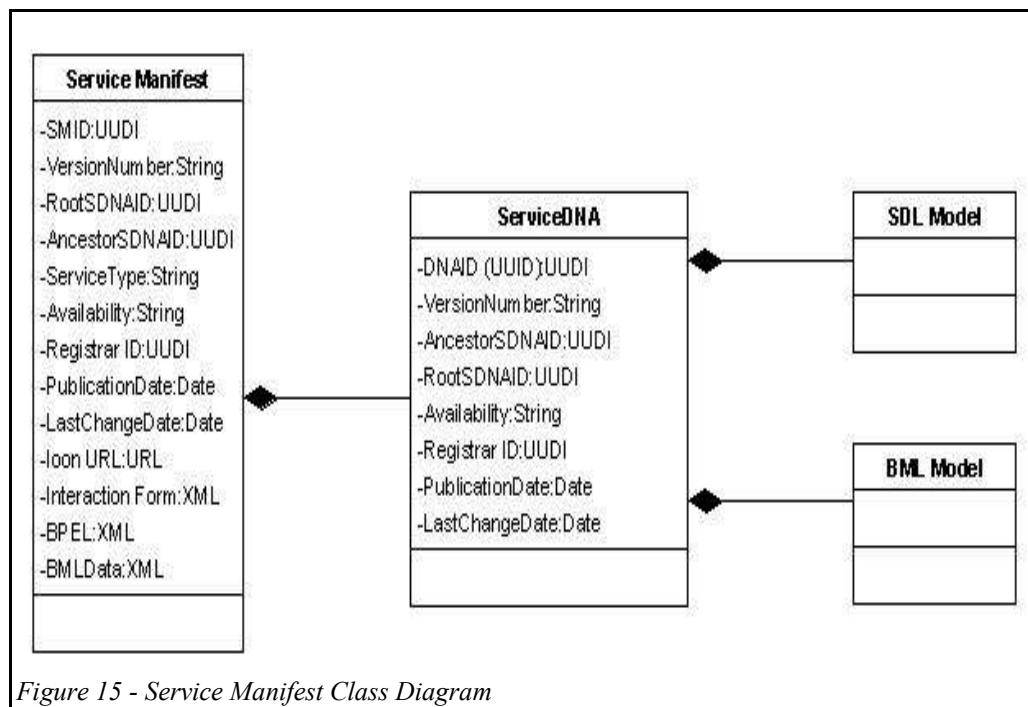 Service Manifest
-SMID:UUDI
-VersionNumber:String
-RootSDNAID:UUDI
-AncestorSDNAID:UUDI
-ServiceType:String
-Availability:String
-Registrar ID:UUDI
-PublicationDate:Date
-LastChangeDate:Date
-Icon URL:URL
-Interaction Form:XML
-BPEL:XML
-BMLData:XML
ServiceDNA
-DNAID (UUID):UUDI
-VersionNumber:String
-AncestorSDNAID:UUDI
-RootSDNAID:UUDI
-Availability:String
-Registrar ID:UUDI
-PublicationDate:Date
-LastChangeDate:Date
SDL Model
BML Model
Figure 15 - Service Manifest Class Diagram